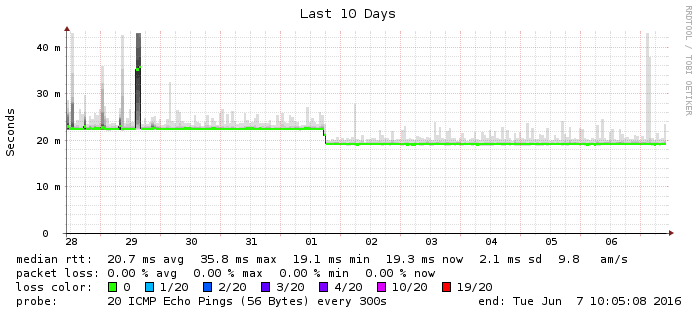 Last 10 Days
RRDTOOL / TOBI OETIKER
Seconds
40 m
30 m
20 m
10 m
0
28 29 30 31 01 02 03 04 05 06
median rtt: 20.7 ms avg 35.8 ms max 19.1 ms min 19.3 ms now 2.1 ms sd 9.8 am/s
packet loss: 0.00 % avg 0.00 % max 0.00 % min 0.00 % now
loss color: 0 1/20 2/20 3/20 4/20 10/20 19/20
probe: 20 ICMP Echo Pings (56 Bytes) every 300s end: Tue Jun 7 10:05:08 2016